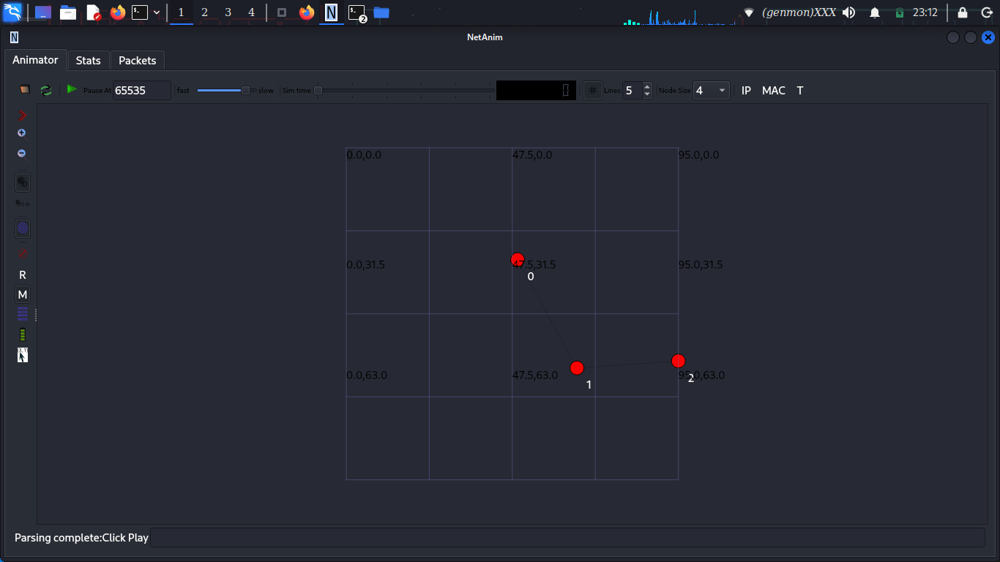 1 2 3 4 N 2 (genmon)XXX 23:12
N NetAnim
Animator Stats Packets
Pause At 65535 fast slow Sim time 0 Lines 5 Node Size 4 IP MAC T
0.0,0.0 47.5,0.0 95.0,0.0
0.0,31.5 47.5,31.5 95.0,31.5
0
R
M
0.0,63.0 47.5,63.0 95.0,63.0
1 2
Parsing complete:Click Play